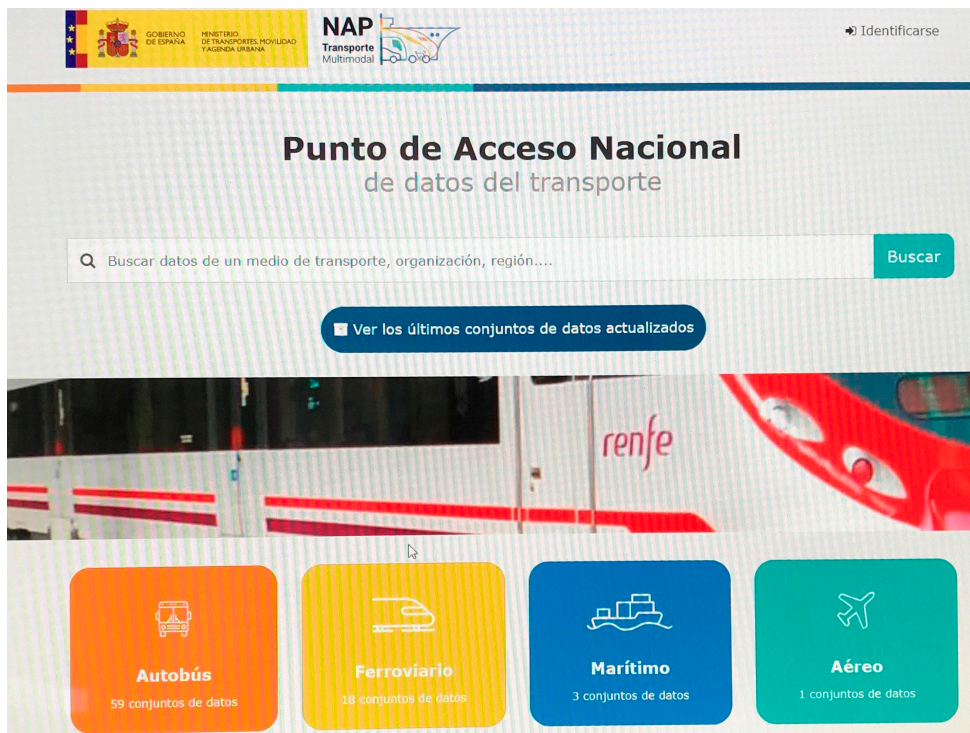 GOBIERNO
DE ESPAÑA
MINISTERIO
DE TRANSPORTES, MOVILIDAD
Y AGENDA URBANA
NAP
Transporte
Multimodal
Identificarse
Punto de Acceso Nacional
de datos del transporte
Buscar datos de un medio de transporte, organización, región....
Buscar
Ver los últimos conjuntos de datos actualizados
renfe
Autobús
59 conjuntos de datos
Ferroviario
18 conjuntos de datos
Marítimo
3 conjuntos de datos
Aéreo
1 conjuntos de datos